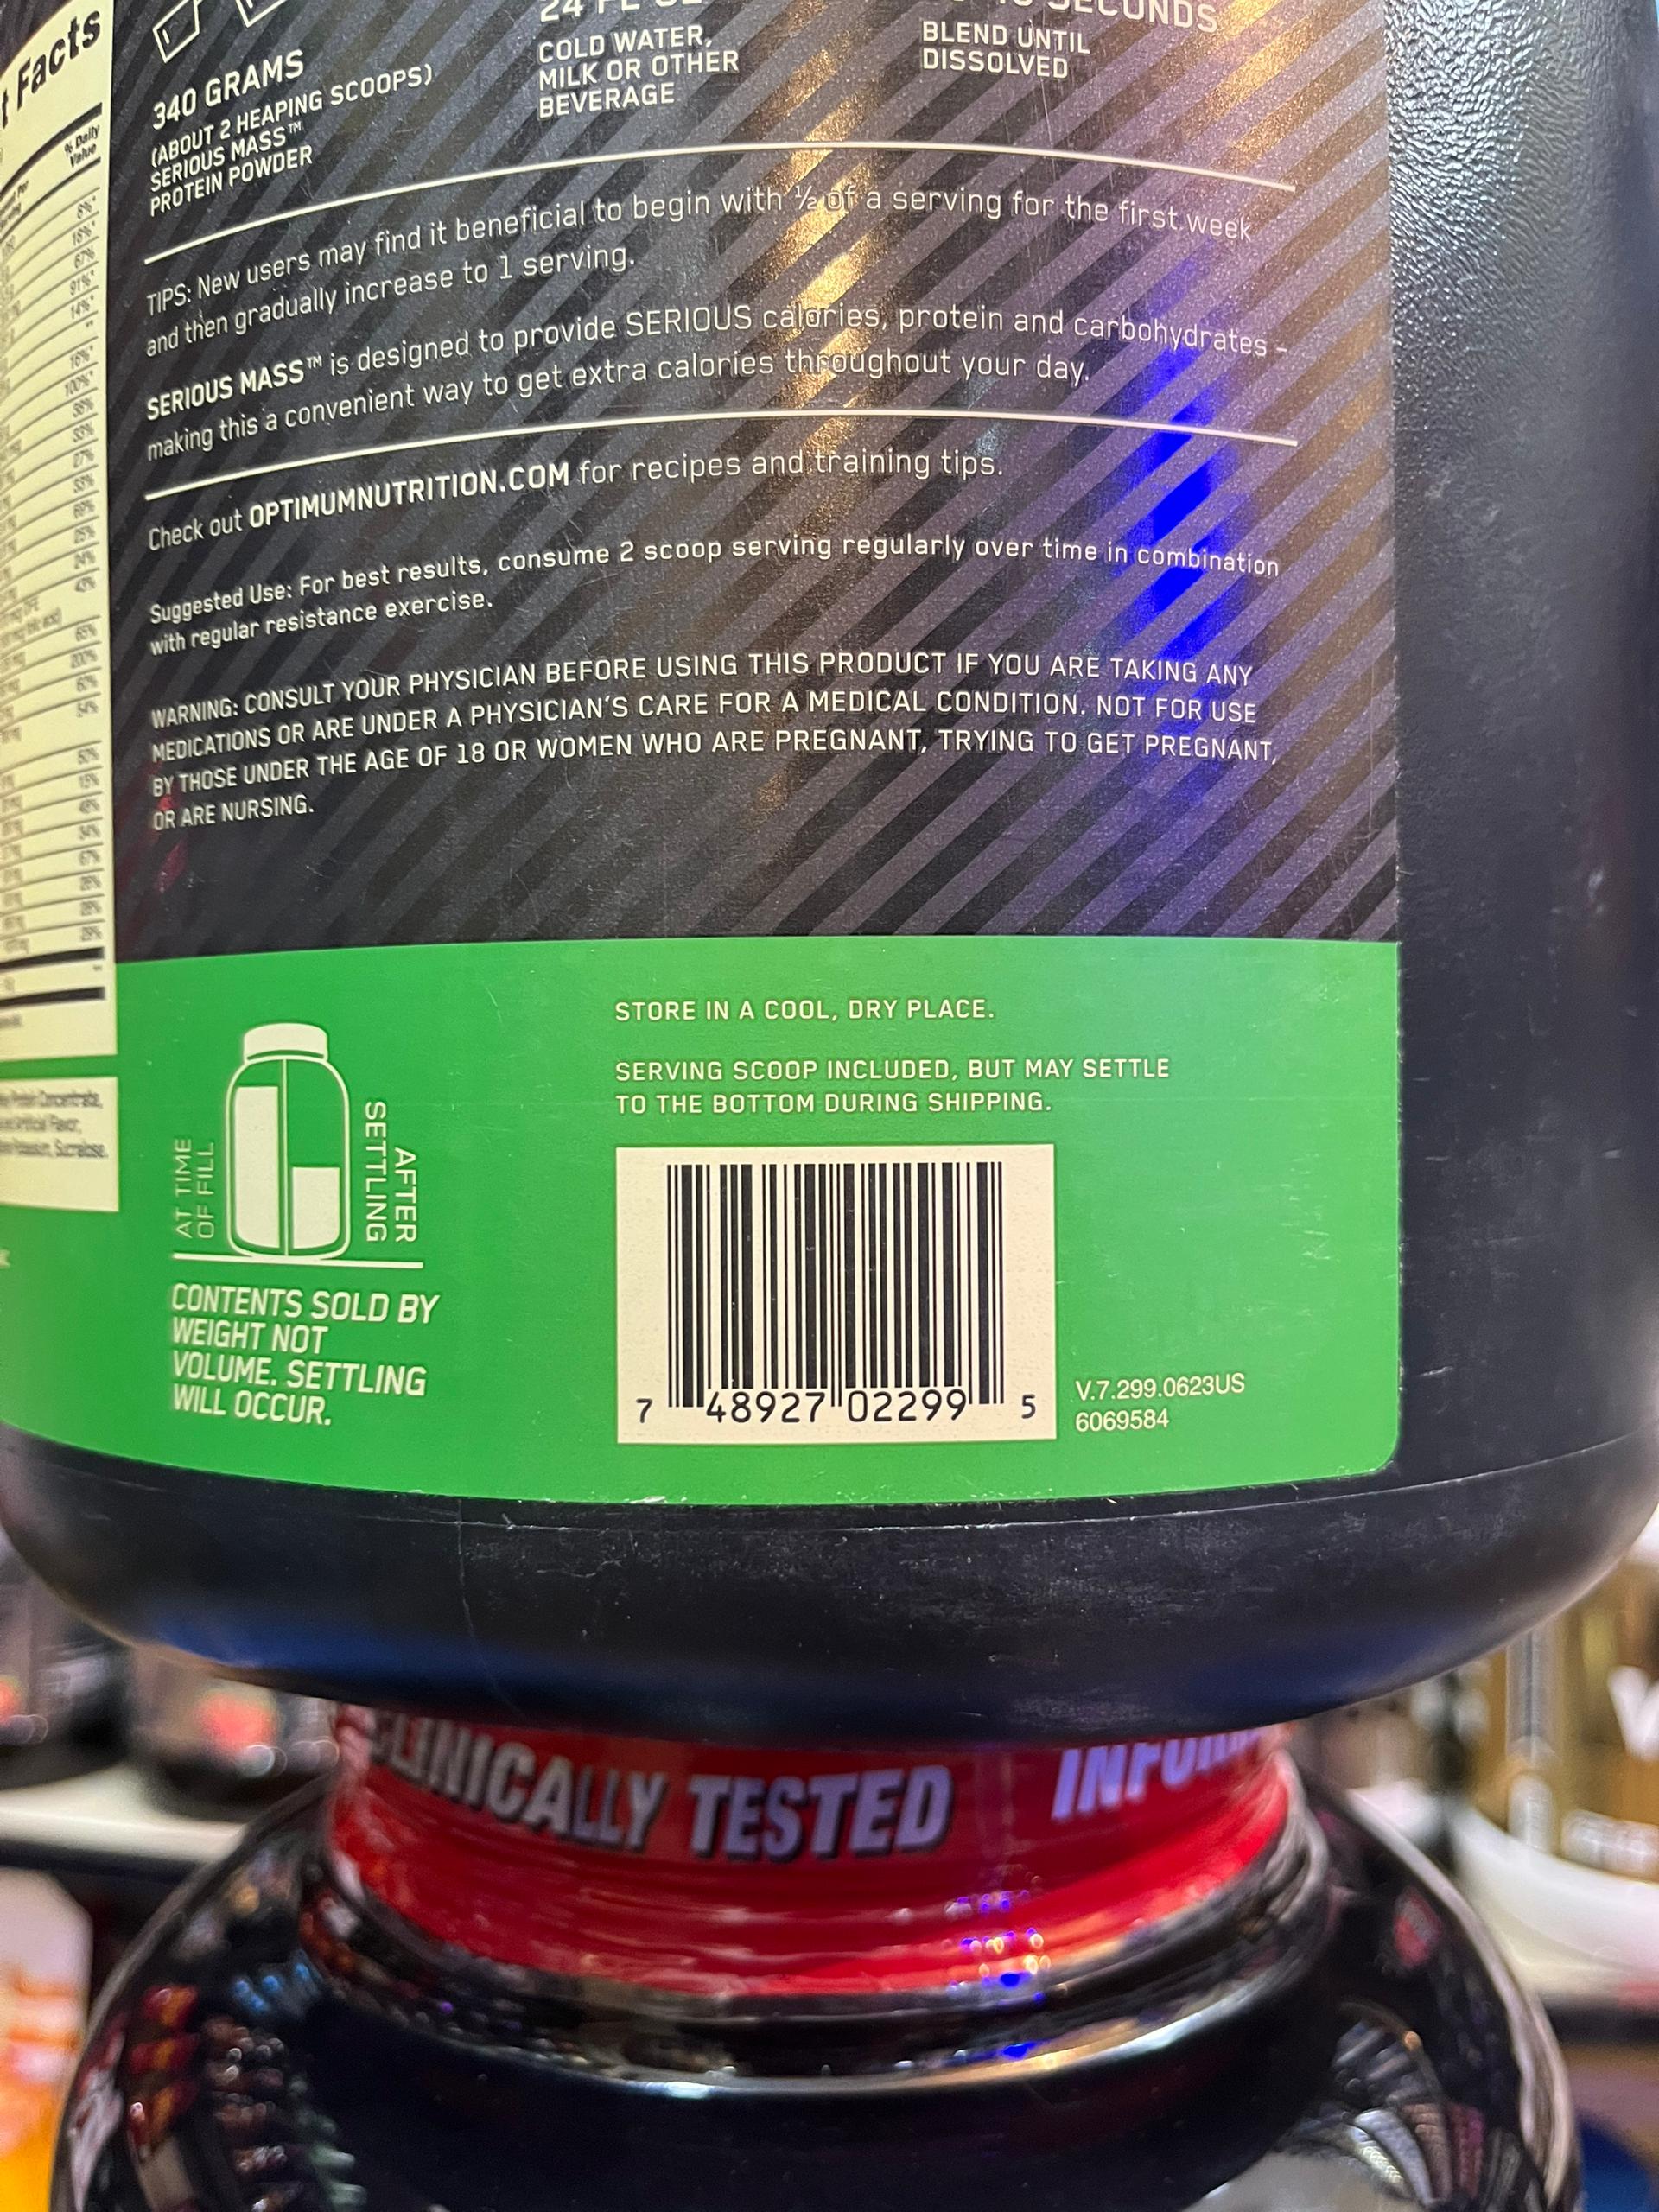 t Facts
% Daily
Value
340 GRAMS
(ABOUT 2 HEAPING SCOOPS)
SERIOUS MASS™
PROTEIN POWDER
24 FL
COLD WATER,
MILK OR OTHER
BEVERAGE
SECONDS
BLEND UNTIL
DISSOLVED
TIPS: New users may find it beneficial to begin with ½ of a serving for the first week
and then gradually increase to 1 serving.
SERIOUS MASS™ is designed to provide SERIOUS calories, protein and carbohydrates –
making this a convenient way to get extra calories throughout your day.
Check out OPTIMUMNUTRITION.COM for recipes and training tips.
Suggested Use: For best results, consume 2 scoop serving regularly over time in combination
with regular resistance exercise.
WARNING: CONSULT YOUR PHYSICIAN BEFORE USING THIS PRODUCT IF YOU ARE TAKING ANY
MEDICATIONS OR ARE UNDER A PHYSICIAN'S CARE FOR A MEDICAL CONDITION. NOT FOR USE
BY THOSE UNDER THE AGE OF 18 OR WOMEN WHO ARE PREGNANT, TRYING TO GET PREGNANT,
OR ARE NURSING.
AT TIME
OF FILL
AFTER
SETTLING
CONTENTS SOLD BY
WEIGHT NOT
VOLUME. SETTLING
WILL OCCUR.
STORE IN A COOL, DRY PLACE.
SERVING SCOOP INCLUDED, BUT MAY SETTLE
TO THE BOTTOM DURING SHIPPING.
7 48927 02299 5
V.7.299.0623US
6069584
CLINICALLY TESTED